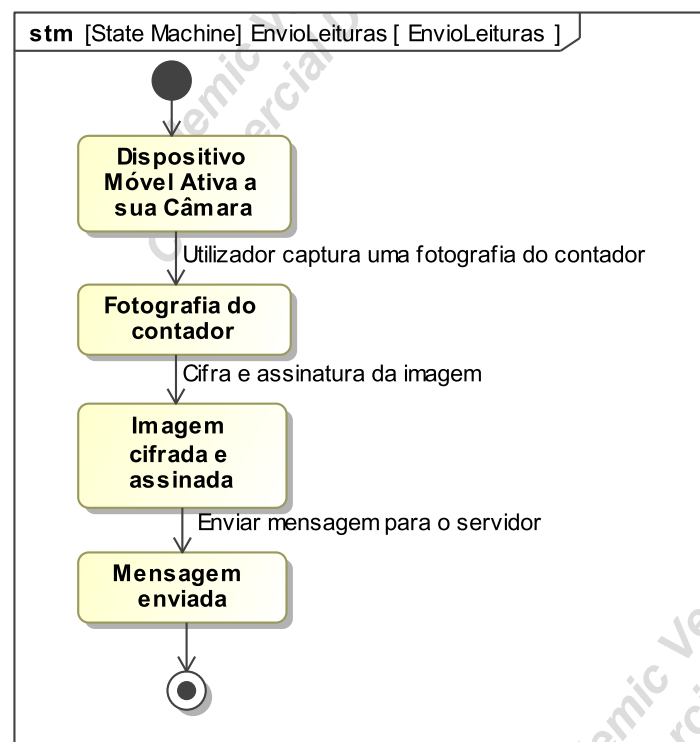 stm [State Machine] EnvioLeituras [ EnvioLeituras ]
Dispositivo
Móvel Ativa a
sua Câmara
Utilizador captura uma fotografia do contador
Fotografia do
contador
Cifra e assinatura da imagem
Imagem
cifrada e
assinada
Enviar mensagem para o servidor
Mensagem
enviada